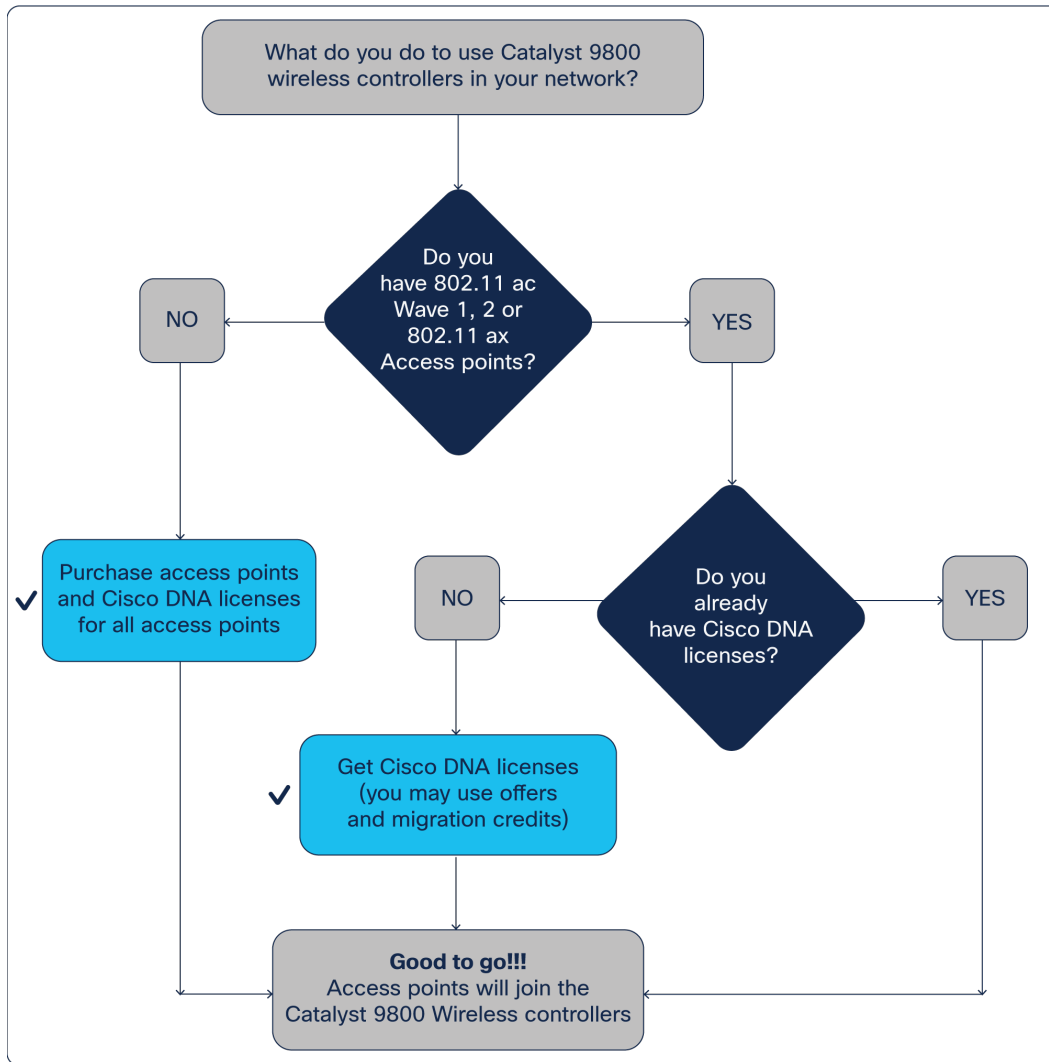 What do you do to use Catalyst 9800
wireless controllers in your network?
Do you
have 802.11 ac
Wave 1, 2 or
802.11 ax
Access points?
NO
YES
Purchase access points
and Cisco DNA licenses
for all access points
NO
Do you
already
have Cisco DNA
licenses?
YES
Get Cisco DNA licenses
(you may use offers
and migration credits)
Good to go!!!
Access points will join the
Catalyst 9800 Wireless controllers